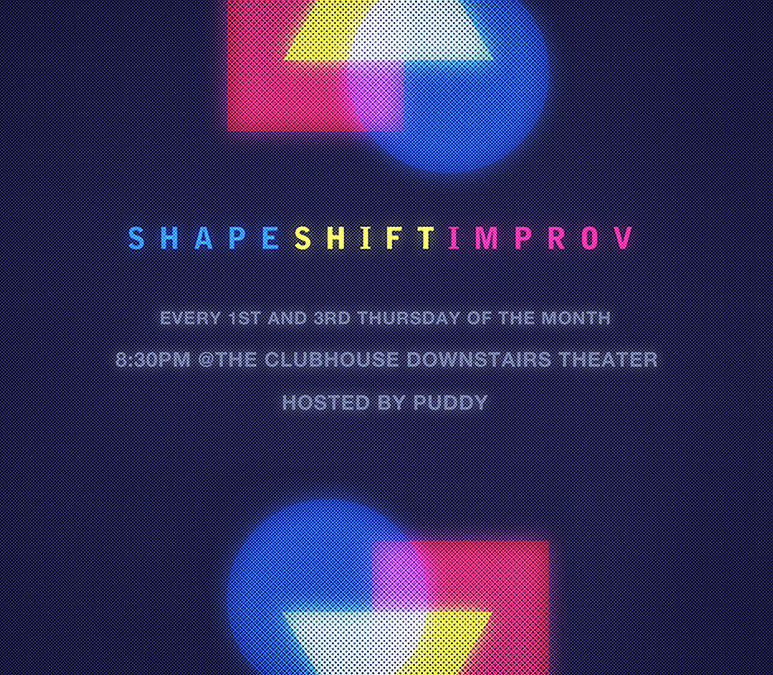 SHAPESHIFTIMPROV
EVERY 1ST AND 3RD THURSDAY OF THE MONTH
8:30PM @THE CLUBHOUSE DOWNSTAIRS THEATER
HOSTED BY PUDDY